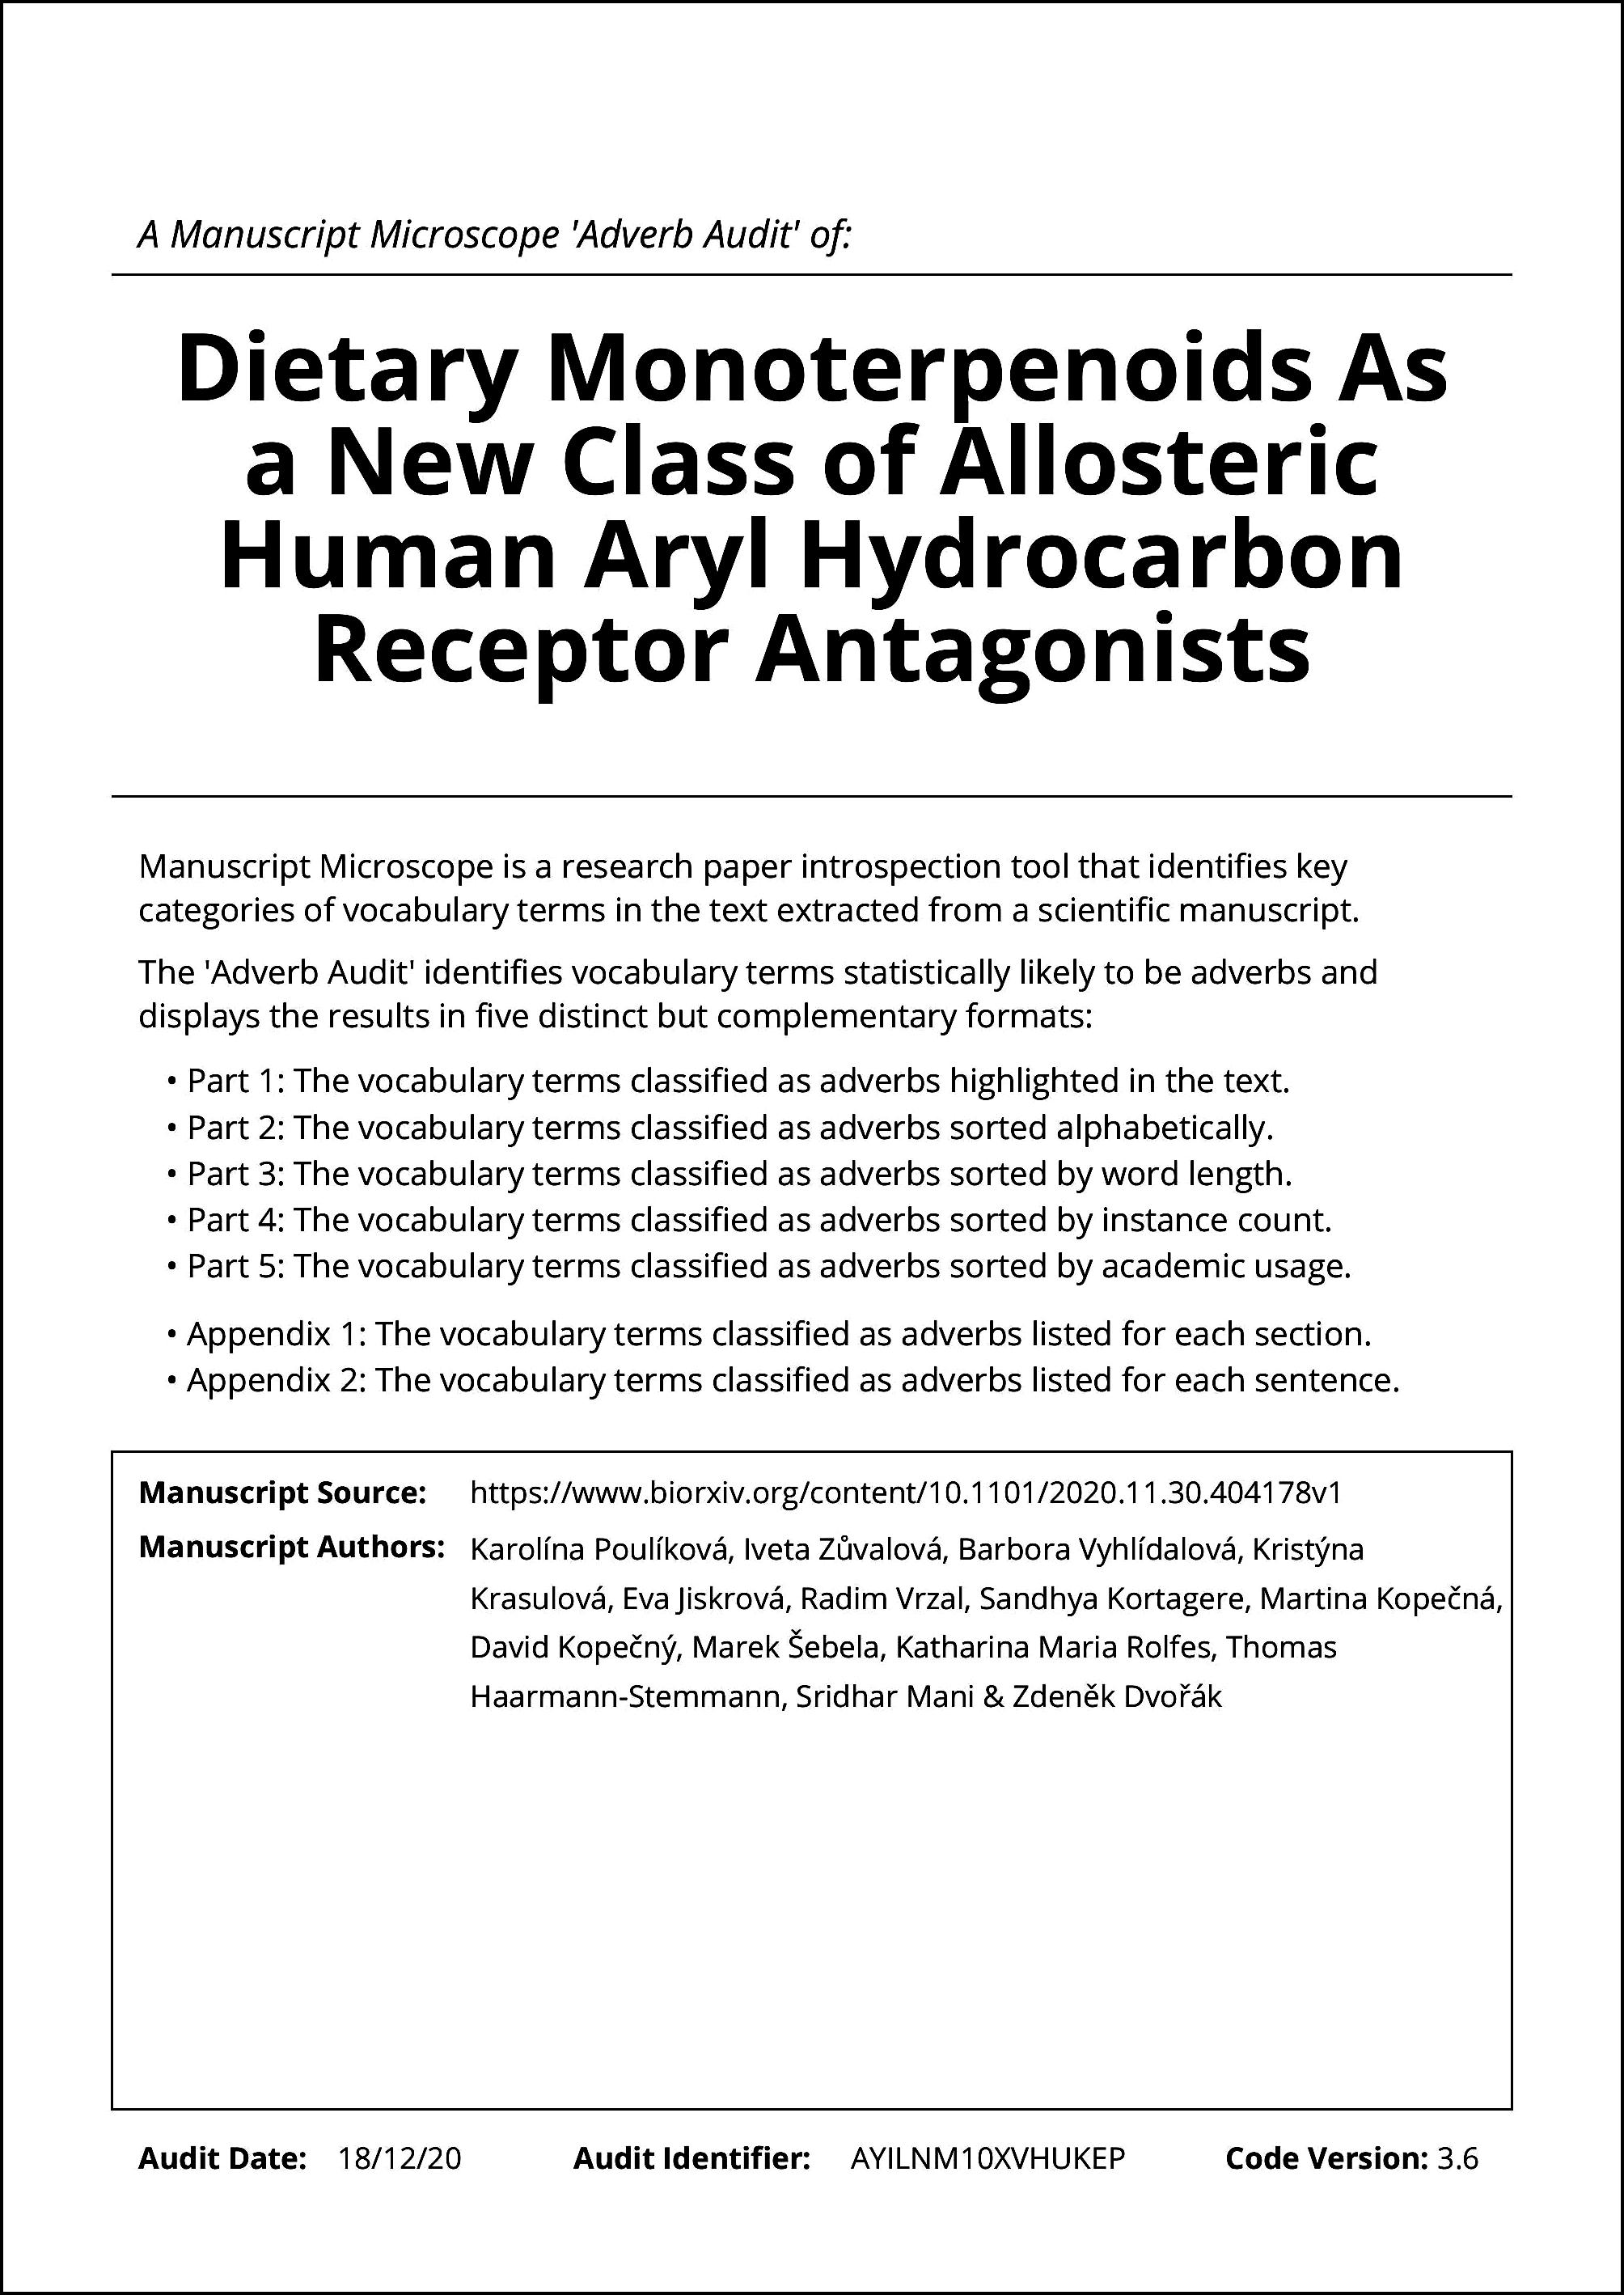 A Manuscript Microscope 'Adverb Audit' of:
Dietary Monoterpenoids As
a New Class of Allosteric
Human Aryl Hydrocarbon
Receptor Antagonists
Manuscript Microscope is a research paper introspection tool that identifies key
categories of vocabulary terms in the text extracted from a scientific manuscript.
The 'Adverb Audit' identifies vocabulary terms statistically likely to be adverbs and
displays the results in five distinct but complementary formats:
• Part 1: The vocabulary terms classified as adverbs highlighted in the text.
• Part 2: The vocabulary terms classified as adverbs sorted alphabetically.
• Part 3: The vocabulary terms classified as adverbs sorted by word length.
• Part 4: The vocabulary terms classified as adverbs sorted by instance count.
• Part 5: The vocabulary terms classified as adverbs sorted by academic usage.
• Appendix 1: The vocabulary terms classified as adverbs listed for each section.
• Appendix 2: The vocabulary terms classified as adverbs listed for each sentence.
Manuscript Source: https://www.biorxiv.org/content/10.1101/2020.11.30.404178v1
Manuscript Authors: Karolína Poulíková, Iveta Zůvalová, Barbora Vyhlídalová, Kristýna
Krasulová, Eva Jiskrová, Radim Vrzal, Sandhya Kortagere, Martina Kopečná,
David Kopečný, Marek Šebela, Katharina Maria Rolfes, Thomas
Haarmann-Stemmann, Sridhar Mani & Zdeněk Dvořák
Audit Date: 18/12/20 Audit Identifier: AYILNM10XVHUKEP Code Version: 3.6